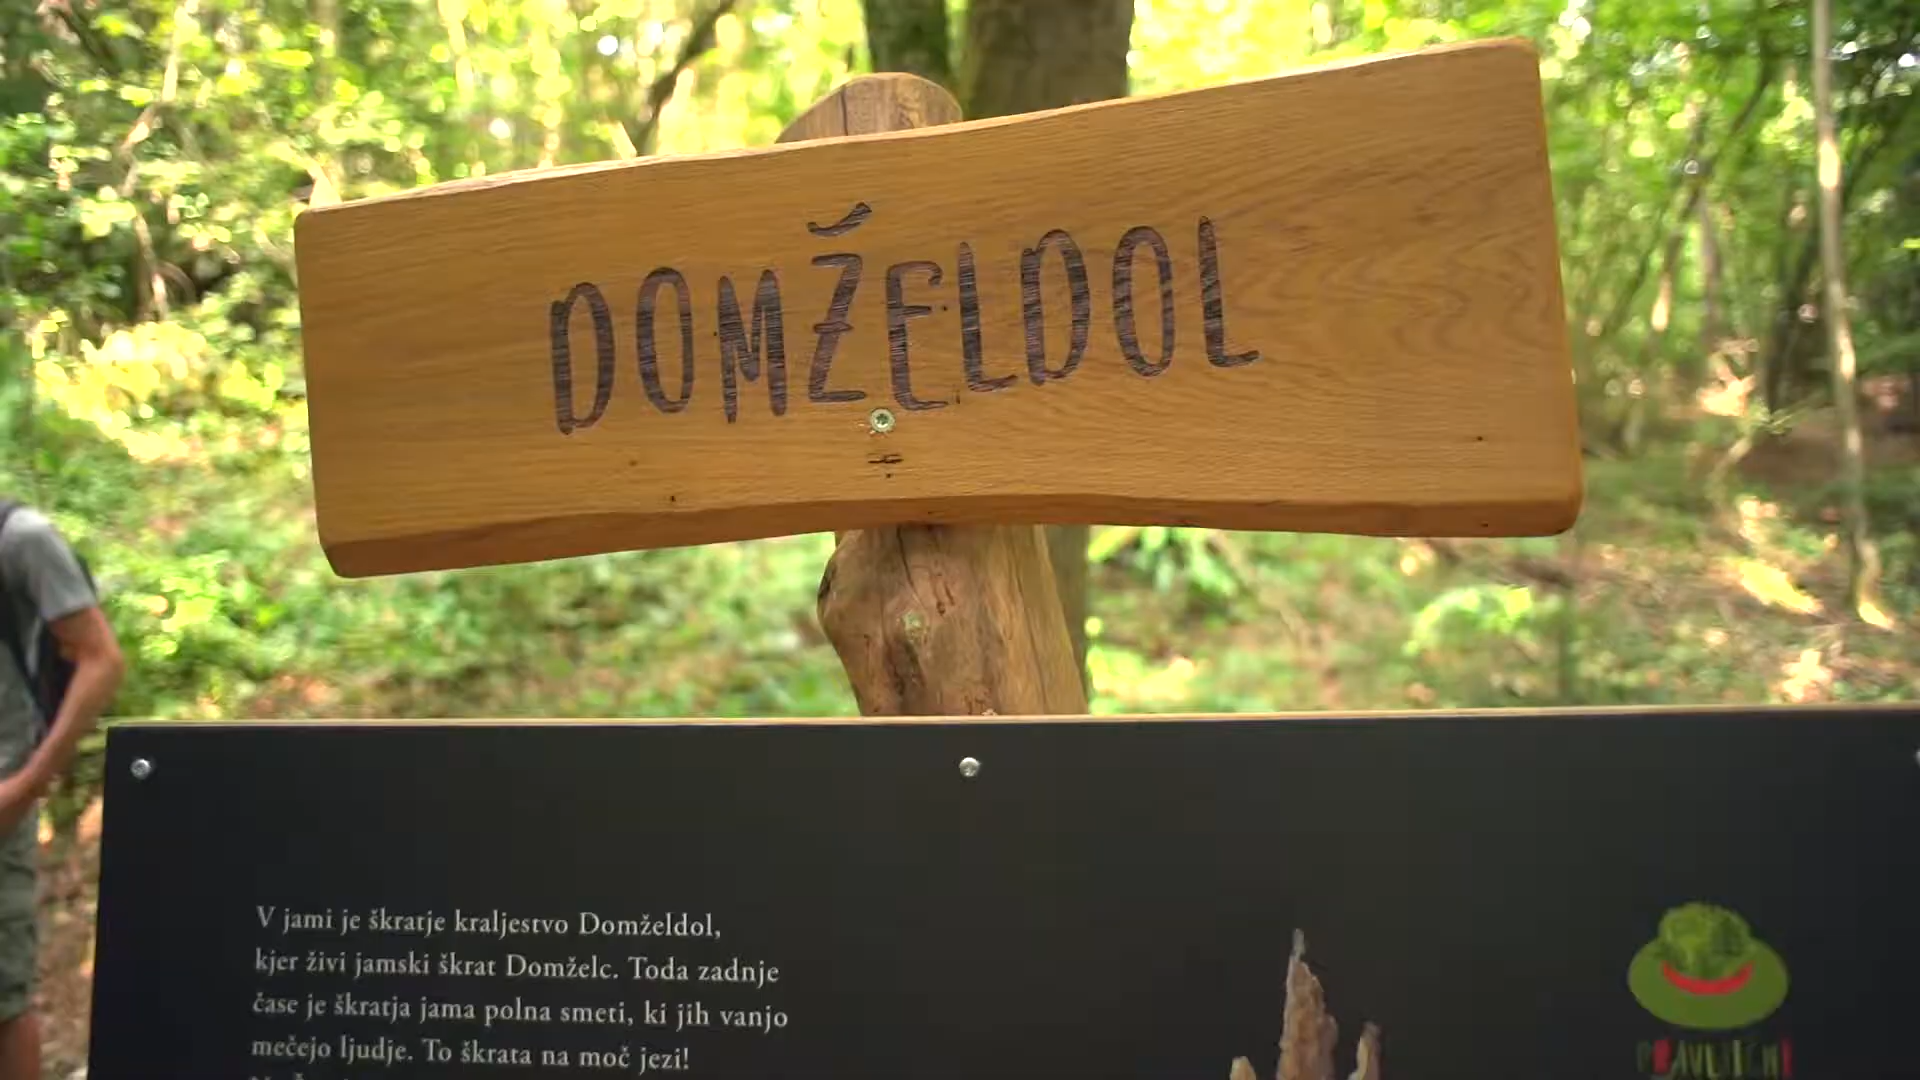 DOMŽELDOL
V jami je škratje kraljestvo Domželdol,
kjer živi jamski škrat Domželc. Toda zadnje
čase je škratja jama polna smeti, ki jih vanjo
mečejo ljudje. To škrata na moč jezi!